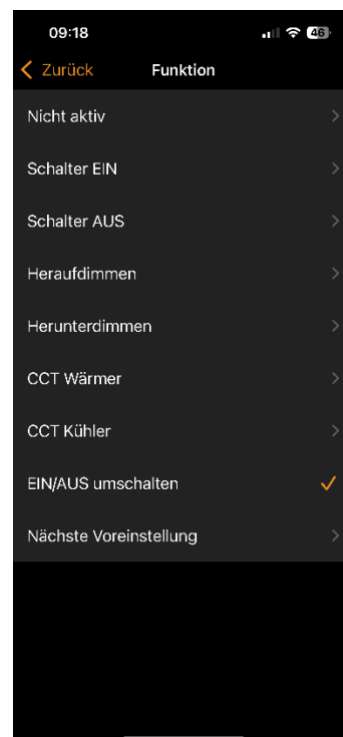 09:18
46
Zurück Funktion
Nicht aktiv
Schalter EIN
Schalter AUS
Heraufdimmen
Herunterdimmen
CCT Wärmer
CCT Kühler
EIN/AUS umschalten
Nächste Voreinstellung